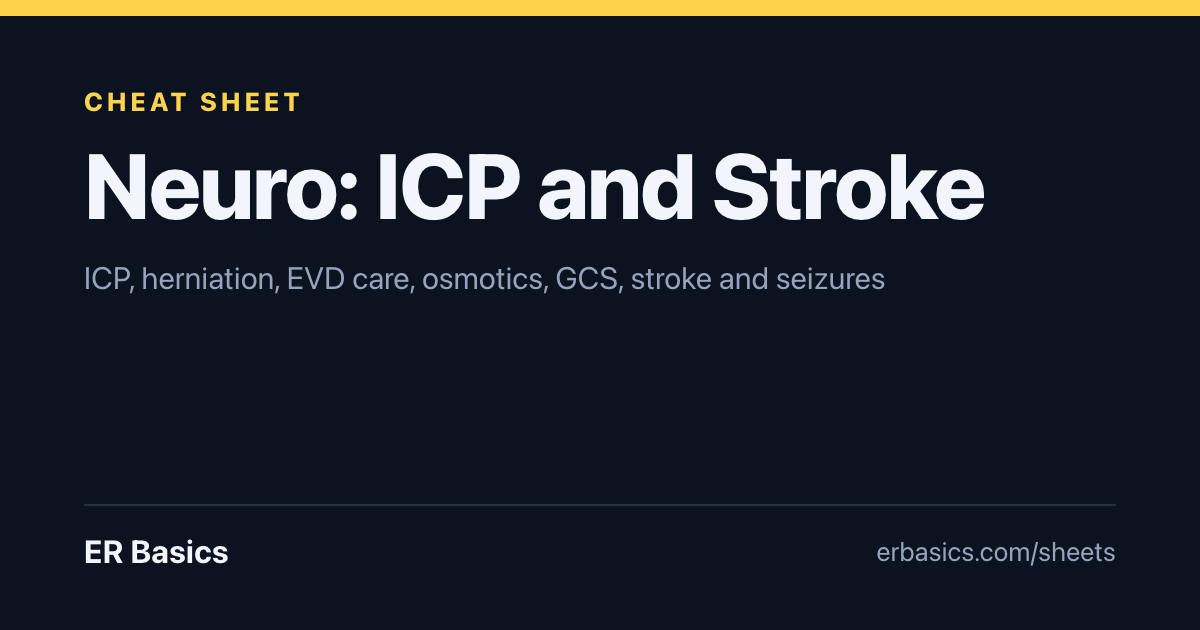 CHEAT SHEET
Neuro: ICP and Stroke
ICP, herniation, EVD care, osmotics, GCS, stroke and seizures
ER Basics
erbasics.com/sheets